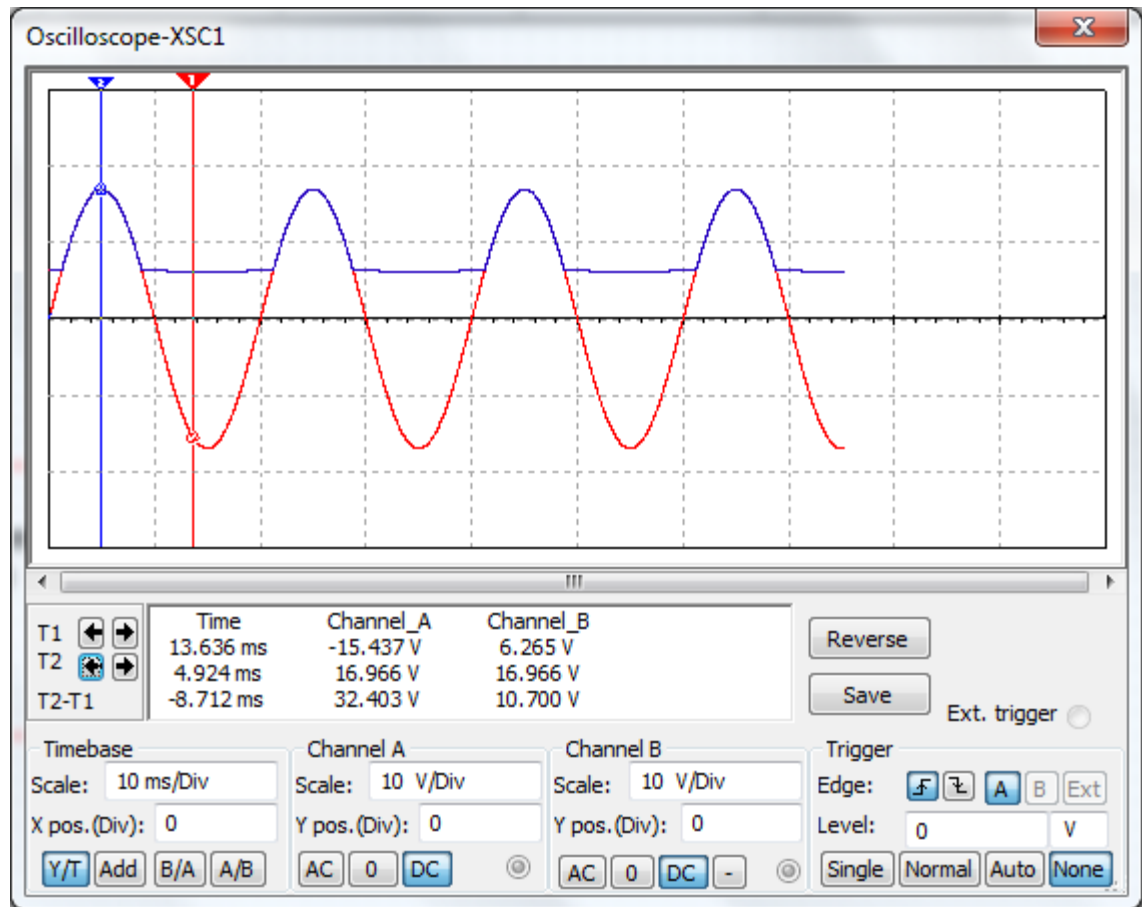 Oscilloscope-XSC1
X
2 1
Time Channel_A Channel_B
T1 13.636 ms -15.437 V 6.265 V
T2 4.924 ms 16.966 V 16.966 V
T2-T1 -8.712 ms 32.403 V 10.700 V
Reverse
Save
Ext. trigger
Timebase Channel A Channel B Trigger
Scale: 10 ms/Div Scale: 10 V/Div Scale: 10 V/Div Edge: A B Ext
X pos.(Div): 0 Y pos.(Div): 0 Y pos.(Div): 0 Level: 0 V
Y/T Add B/A A/B AC 0 DC AC 0 DC - Single Normal Auto None